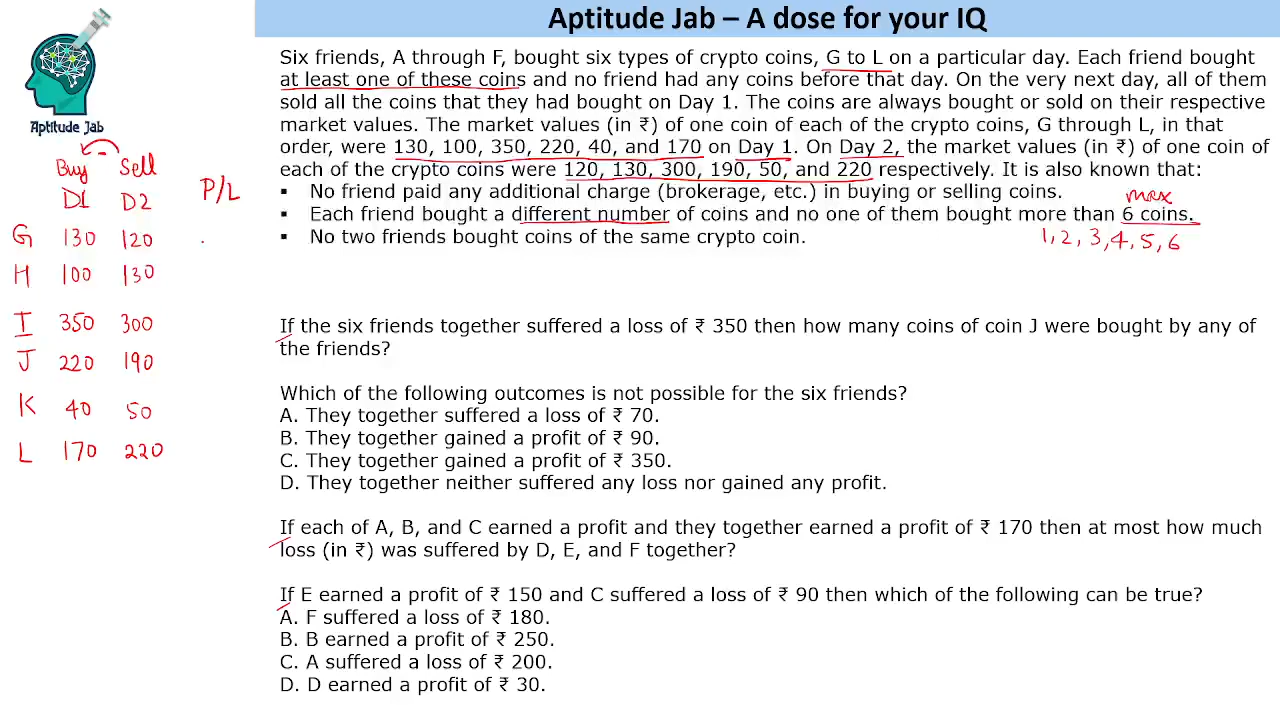 Aptitude Jab – A dose for your IQ
Aptitude Jab
Six friends, A through F, bought six types of crypto coins, G to L on a particular day. Each friend bought
at least one of these coins and no friend had any coins before that day. On the very next day, all of them
sold all the coins that they had bought on Day 1. The coins are always bought or sold on their respective
market values. The market values (in ₹) of one coin of each of the crypto coins, G through L, in that
order, were 130, 100, 350, 220, 40, and 170 on Day 1. On Day 2, the market values (in ₹) of one coin of
each of the crypto coins were 120, 130, 300, 190, 50, and 220 respectively. It is also known that:
▪ No friend paid any additional charge (brokerage, etc.) in buying or selling coins.
max
▪ Each friend bought a different number of coins and no one of them bought more than 6 coins.
▪ No two friends bought coins of the same crypto coin.
1, 2, 3, 4, 5, 6
Buy - Sell
D1 D2 P/L
G 130 120
H 100 130
I 350 300
J 220 190
K 40 50
L 170 220
If the six friends together suffered a loss of ₹ 350 then how many coins of coin J were bought by any of
the friends?
Which of the following outcomes is not possible for the six friends?
A. They together suffered a loss of ₹ 70.
B. They together gained a profit of ₹ 90.
C. They together gained a profit of ₹ 350.
D. They together neither suffered any loss nor gained any profit.
If each of A, B, and C earned a profit and they together earned a profit of ₹ 170 then at most how much
loss (in ₹) was suffered by D, E, and F together?
If E earned a profit of ₹ 150 and C suffered a loss of ₹ 90 then which of the following can be true?
A. F suffered a loss of ₹ 180.
B. B earned a profit of ₹ 250.
C. A suffered a loss of ₹ 200.
D. D earned a profit of ₹ 30.